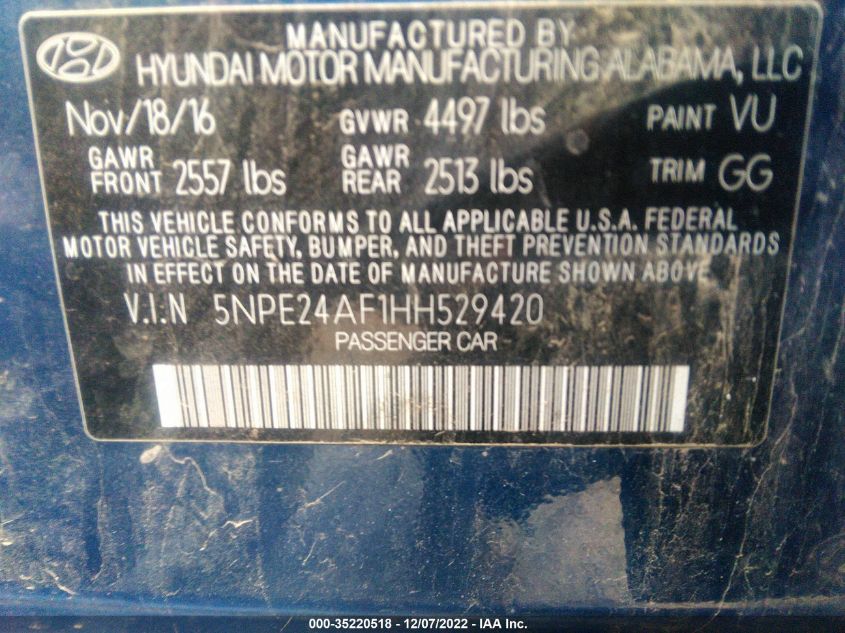 MANUFACTURED BY
HYUNDAI MOTOR MANUFACTURING ALABAMA, LLC
Nov/18/16 GVWR 4497 lbs PAINT VU
GAWR FRONT 2557 lbs GAWR REAR 2513 lbs TRIM GG
THIS VEHICLE CONFORMS TO ALL APPLICABLE U.S.A. FEDERAL
MOTOR VEHICLE SAFETY, BUMPER, AND THEFT PREVENTION STANDARDS
IN EFFECT ON THE DATE OF MANUFACTURE SHOWN ABOVE
V.I.N 5NPE24AF1HH529420
PASSENGER CAR
000-35220518 - 12/07/2022 - IAA Inc.